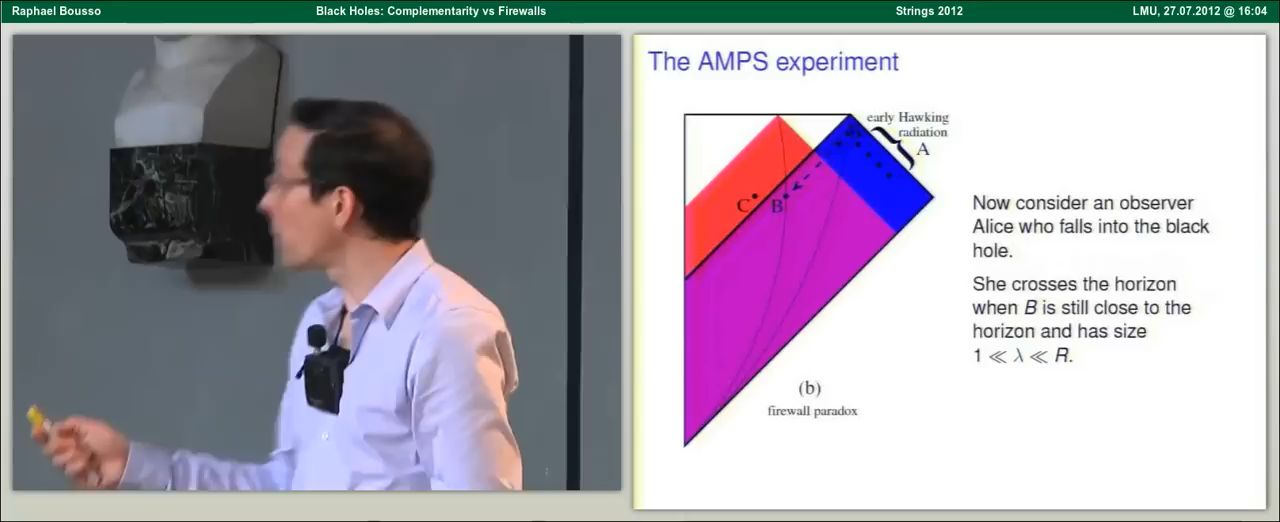 Raphael Bousso Black Holes: Complementarity vs Firewalls Strings 2012 LMU, 27.07.2012 @ 16:04
The AMPS experiment
early Hawking
radiation
A
C B
Now consider an observer
Alice who falls into the black
hole.
She crosses the horizon
when B is still close to the
horizon and has size
1 ≪ λ ≪ R.
(b)
firewall paradox